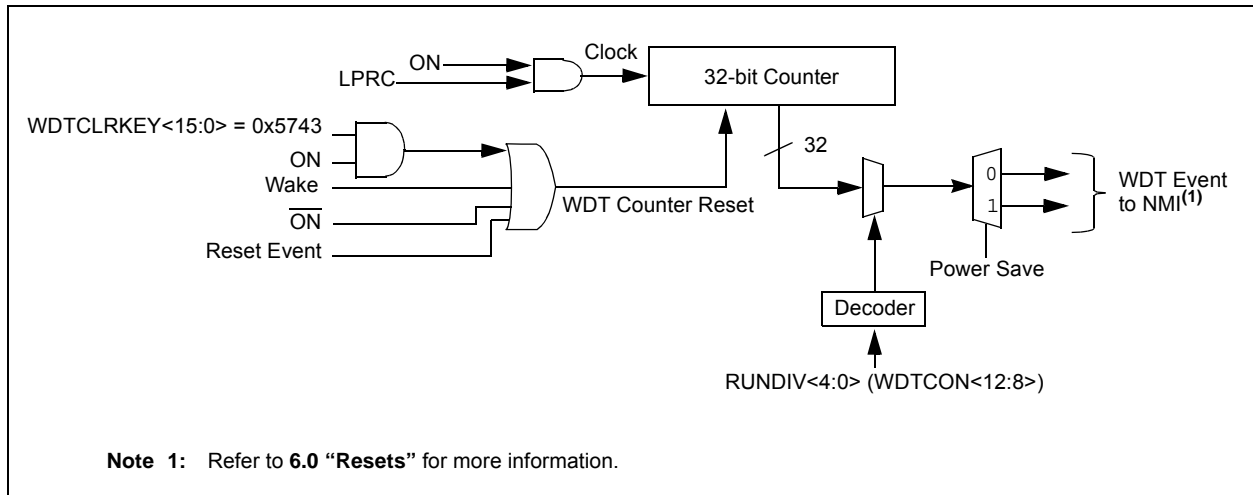 ON
LPRC
Clock
32-bit Counter
WDTCLRKEY<15:0> = 0x5743
ON
Wake
ON
Reset Event
WDT Counter Reset
32
0
1
WDT Event
to NMI(1)
Power Save
Decoder
RUNDIV<4:0> (WDTCON<12:8>)
Note 1: Refer to 6.0 “Resets” for more information.